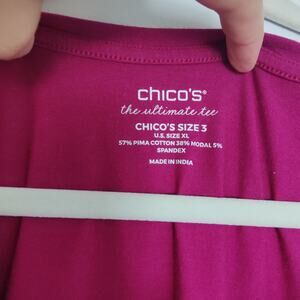 chico's®
the ultimate tee
CHICO'S SIZE 3
U.S. SIZE XL
57% PIMA COTTON 38% MODAL 5%
SPANDEX
MADE IN INDIA